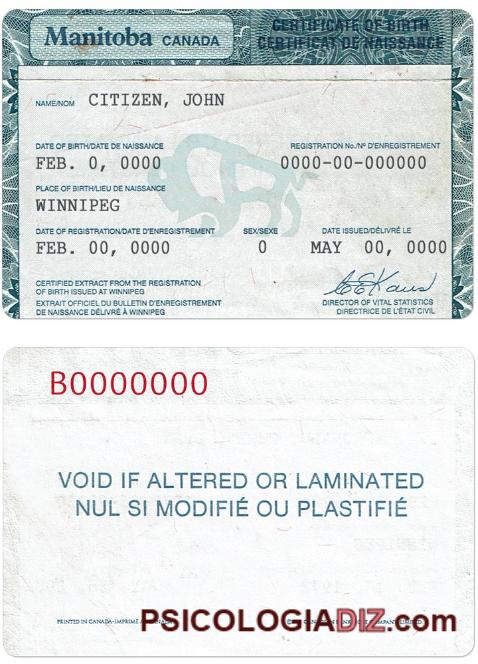 Manitoba CANADA
CERTIFICATE OF BIRTH
CERTIFICAT DE NAISSANCE
NAME/NOM CITIZEN, JOHN
DATE OF BIRTH/DATE DE NAISSANCE REGISTRATION No./Nº D'ENREGISTREMENT
FEB. 0, 0000 0000-00-000000
PLACE OF BIRTH/LIEU DE NAISSANCE
WINNIPEG
DATE OF REGISTRATION/DATE D'ENREGISTREMENT SEX/SEXE DATE ISSUED/DÉLIVRÉ LE
FEB. 00, 0000 0 MAY 00, 0000
CERTIFIED EXTRACT FROM THE REGISTRATION
OF BIRTH ISSUED AT WINNIPEG
EXTRAIT OFFICIEL DU BULLETIN D'ENREGISTREMENT
DE NAISSANCE DÉLIVRÉ À WINNIPEG
DIRECTOR OF VITAL STATISTICS
DIRECTRICE DE L'ÉTAT CIVIL
B0000000
VOID IF ALTERED OR LAMINATED
NUL SI MODIFIÉ OU PLASTIFIÉ
PRINTED IN CANADA-IMPRIMÉ AU CANADA
PSICOLOGIADIZ.com